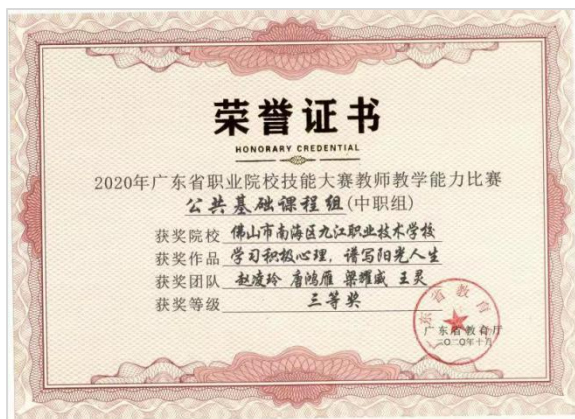 荣誉证书
HONORARY CREDENTIAL
2020年广东省职业院校技能大赛教师教学能力比赛
公共基础课程组(中职组)
获奖院校 佛山市南海区九江职业技术学校
获奖作品 学习积极心理,谱写阳光人生
获奖团队 赵凌玲 唐鸿雁 梁耀威 王灵
获奖等级 三等奖
广东省教育厅
二〇二〇年十月